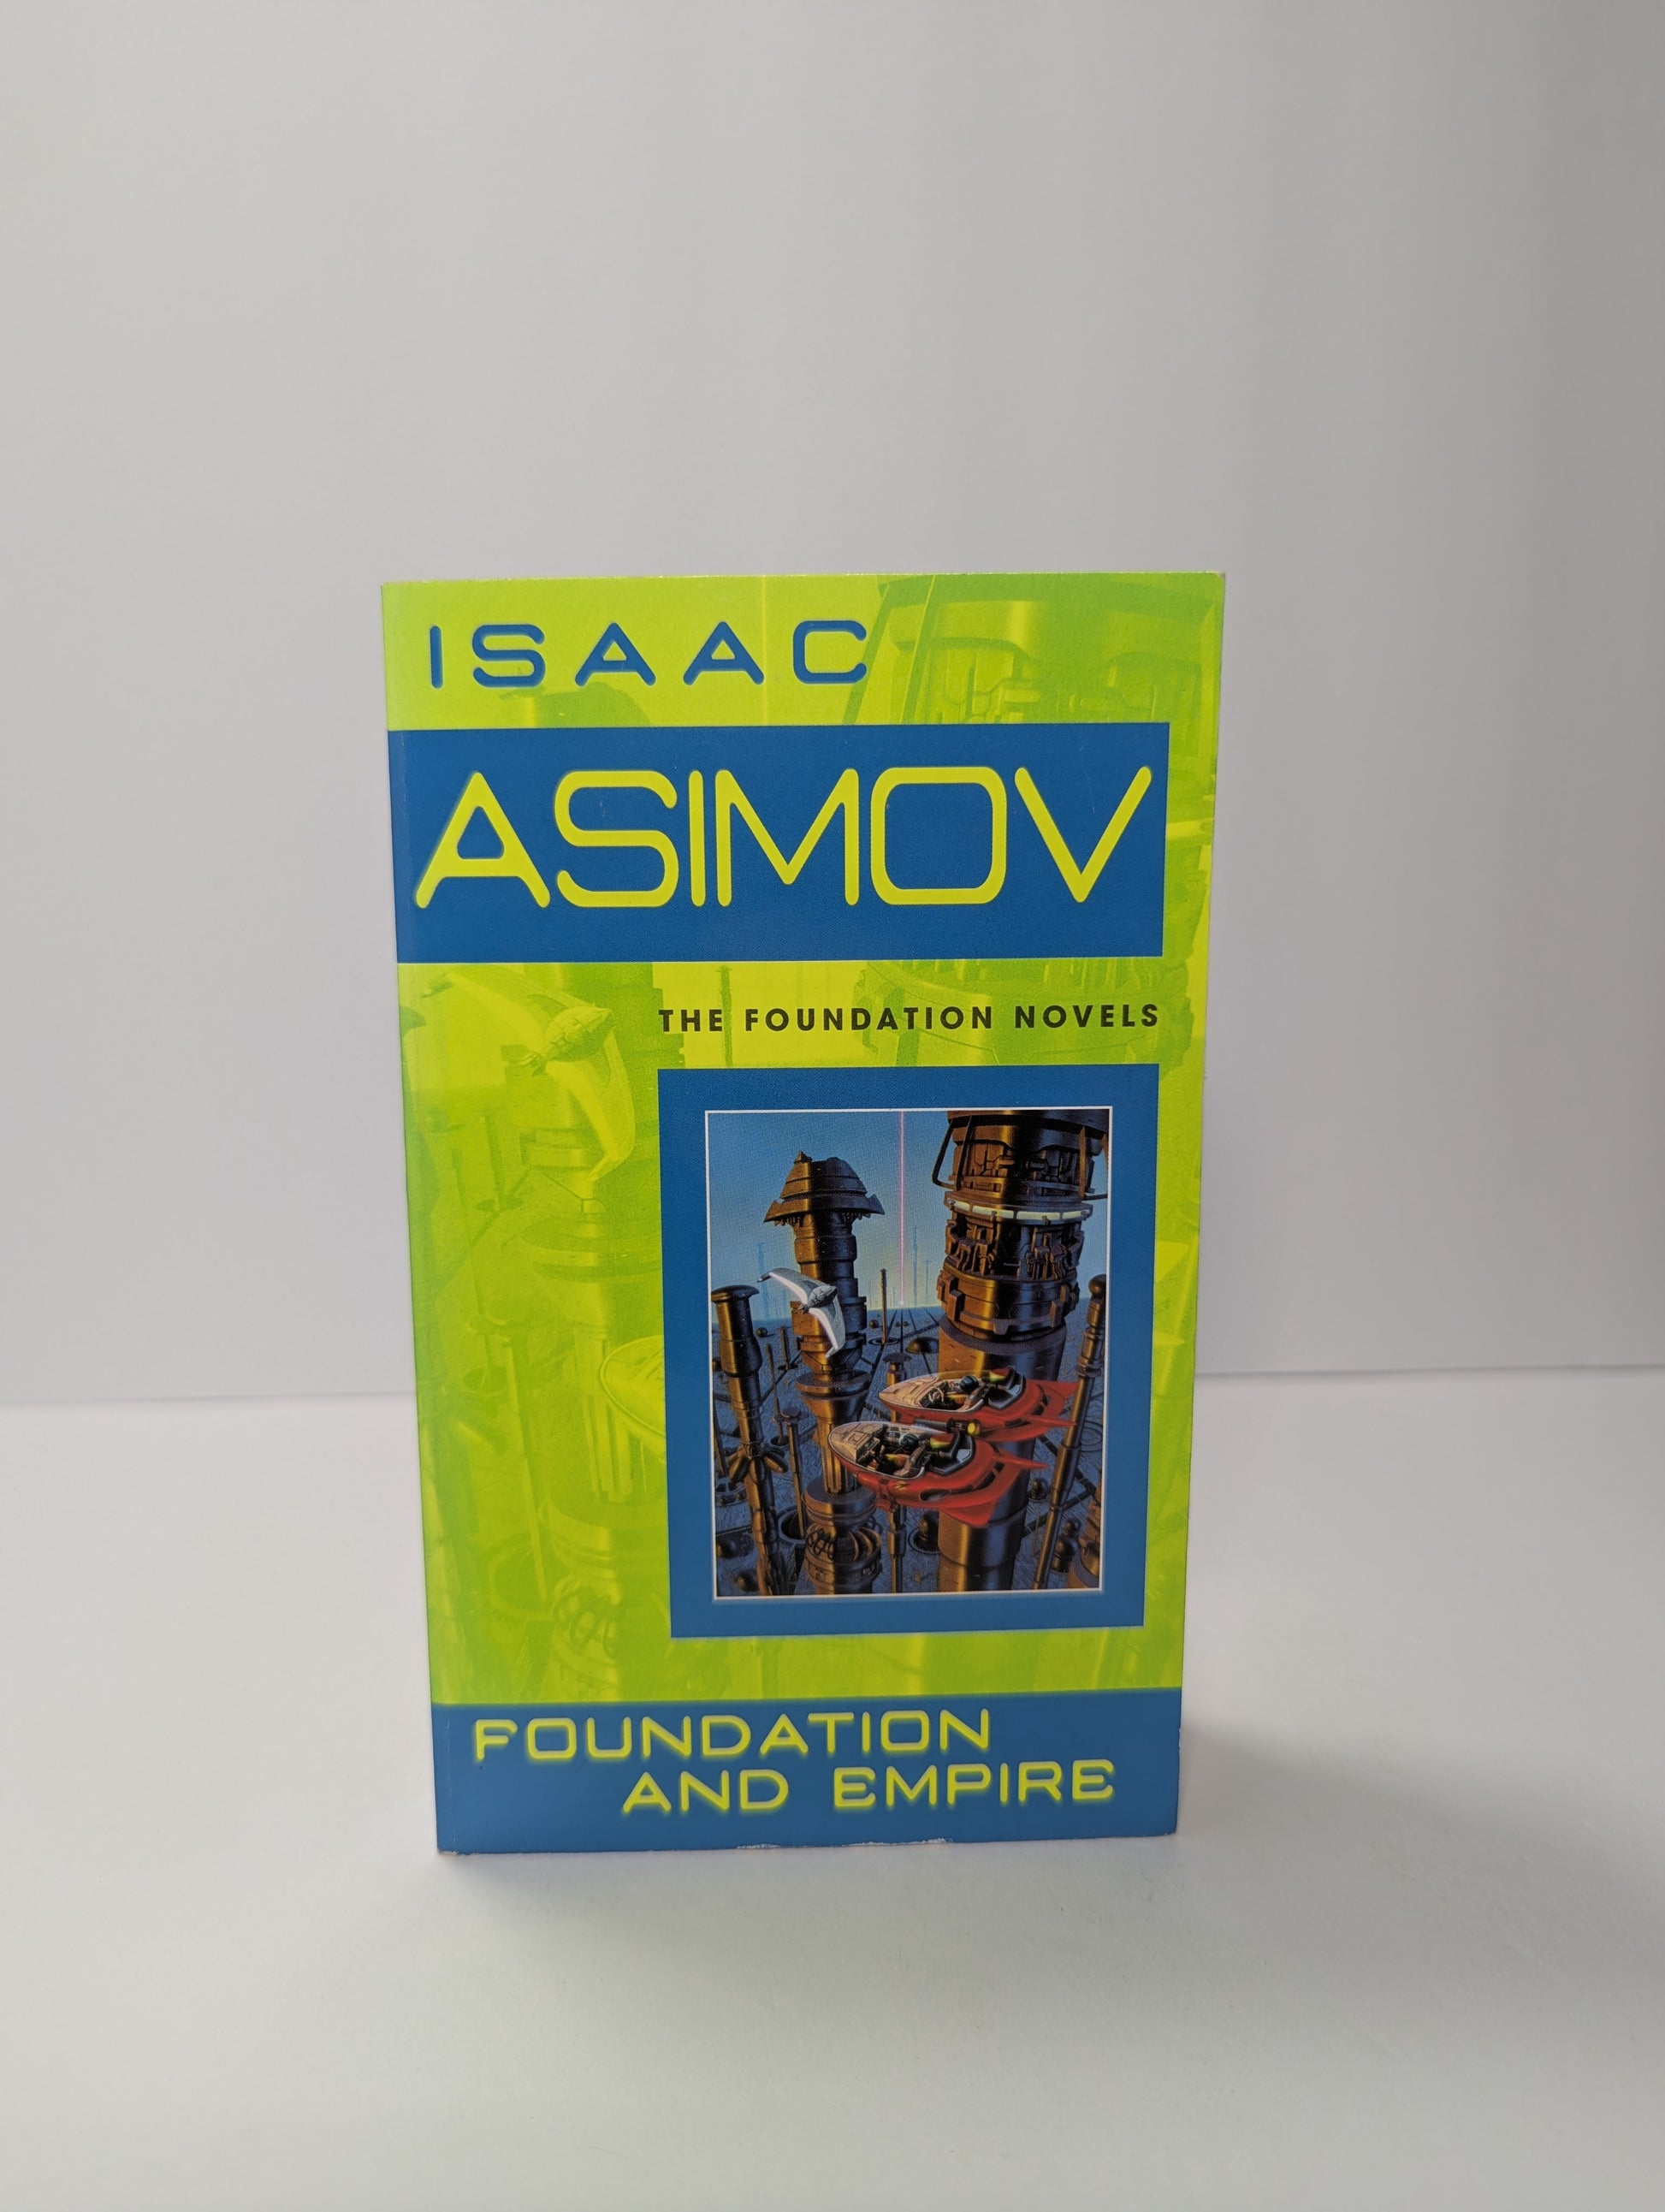 ISAAC
ASIMOV
THE FOUNDATION NOVELS
FOUNDATION
AND EMPIRE